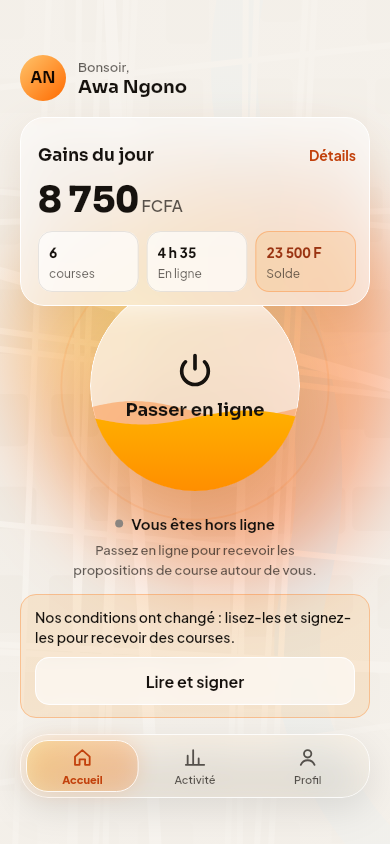 AN
Bonsoir,
Awa Ngono
Gains du jour
Détails
8 750 FCFA
6
courses
4 h 35
En ligne
23 500 F
Solde
Passer en ligne
Vous êtes hors ligne
Passez en ligne pour recevoir les
propositions de course autour de vous.
Nos conditions ont changé : lisez-les et signez-
les pour recevoir des courses.
Lire et signer
Accueil
Activité
Profil